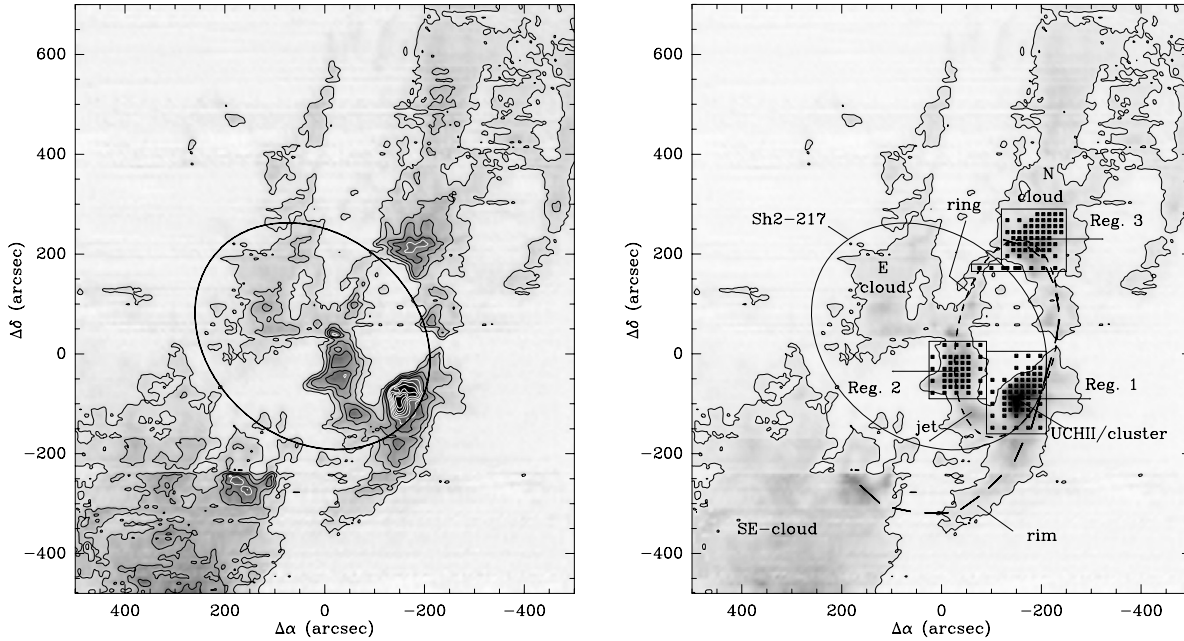 600
400
200
0
−200
−400
Δδ (arcsec)
400
200
0
−200
−400
Δα (arcsec)
600
400
200
0
−200
−400
Δδ (arcsec)
N
cloud
ring
Sh2−217
Reg. 3
E
cloud
Reg. 2
Reg. 1
jet
UCHII/cluster
SE−cloud
rim
400
200
0
−200
−400
Δα (arcsec)